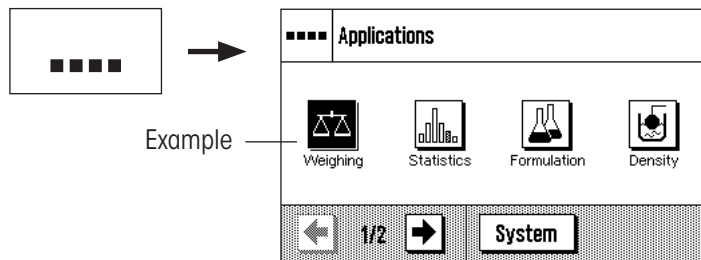 Applications
Example
Weighing Statistics Formulation Density
1/2 System